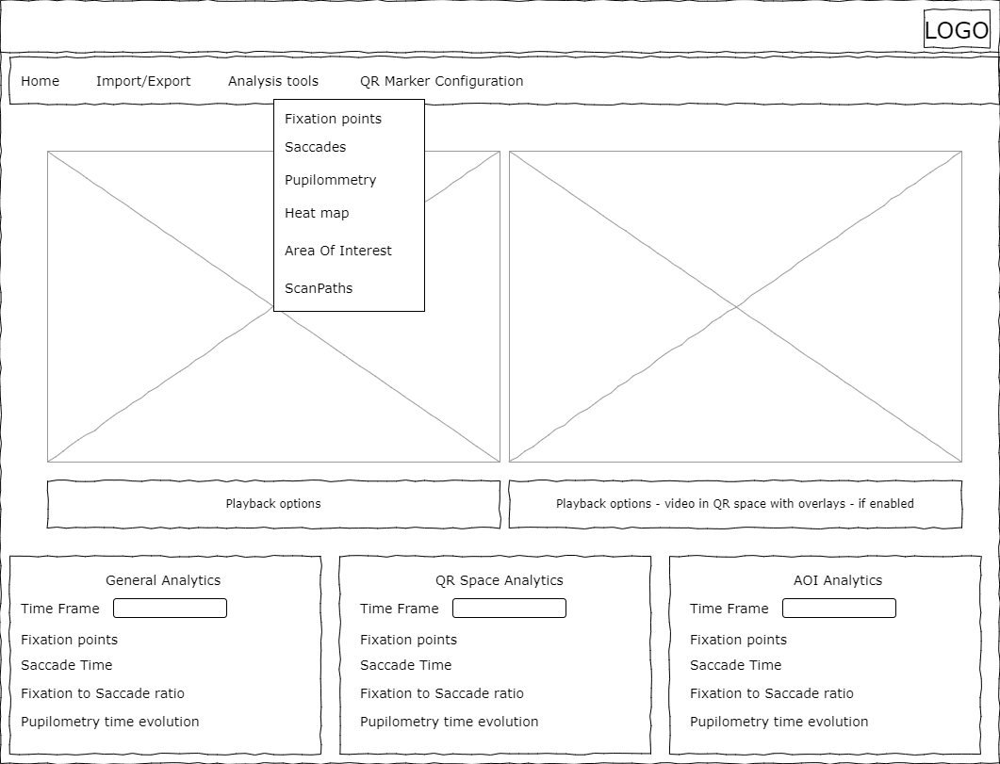 LOGO
Home Import/Export Analysis tools QR Marker Configuration
Fixation points
Saccades
Pupilommetry
Heat map
Area Of Interest
ScanPaths
Playback options
Playback options - video in QR space with overlays - if enabled
General Analytics
Time Frame
Fixation points
Saccade Time
Fixation to Saccade ratio
Pupilometry time evolution
QR Space Analytics
Time Frame
Fixation points
Saccade Time
Fixation to Saccade ratio
Pupilometry time evolution
AOI Analytics
Time Frame
Fixation points
Saccade Time
Fixation to Saccade ratio
Pupilometry time evolution